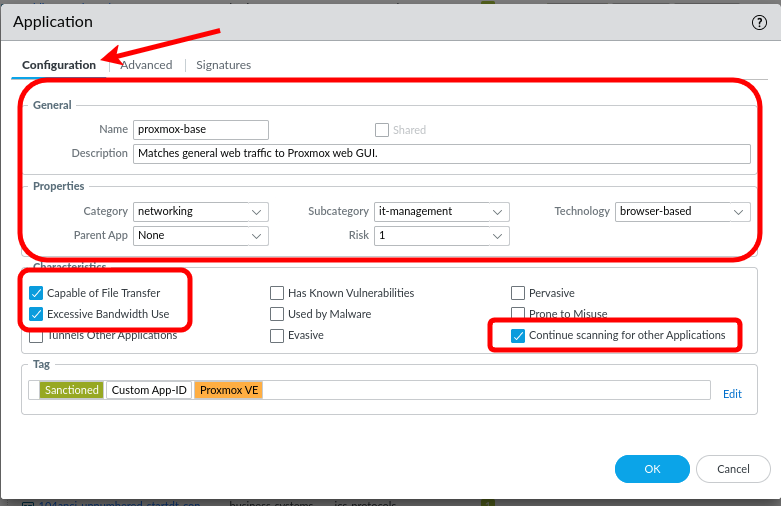 Application
Configuration Advanced Signatures
General
Name proxmox-base Shared
Description Matches general web traffic to Proxmox web GUI.
Properties
Category networking Subcategory it-management Technology browser-based
Parent App None Risk 1
Characteristics
Capable of File Transfer Has Known Vulnerabilities Pervasive
Excessive Bandwidth Use Used by Malware Prone to Misuse
Tunnels Other Applications Evasive Continue scanning for other Applications
Tag
Sanctioned Custom App-ID Proxmox VE Edit
OK Cancel